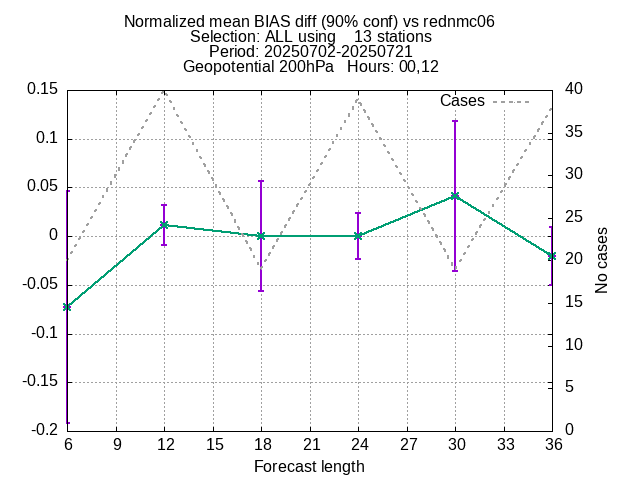 Normalized mean BIAS diff (90% conf) vs rednmc06
Selection: ALL using    13 stations
Period: 20250702-20250721
Geopotential 200hPa   Hours: 00,12
Cases
0.15
0.1
0.05
0
-0.05
-0.1
-0.15
-0.2
40
35
30
25
20
15
10
5
0
No cases
6 9 12 15 18 21 24 27 30 33 36
Forecast length